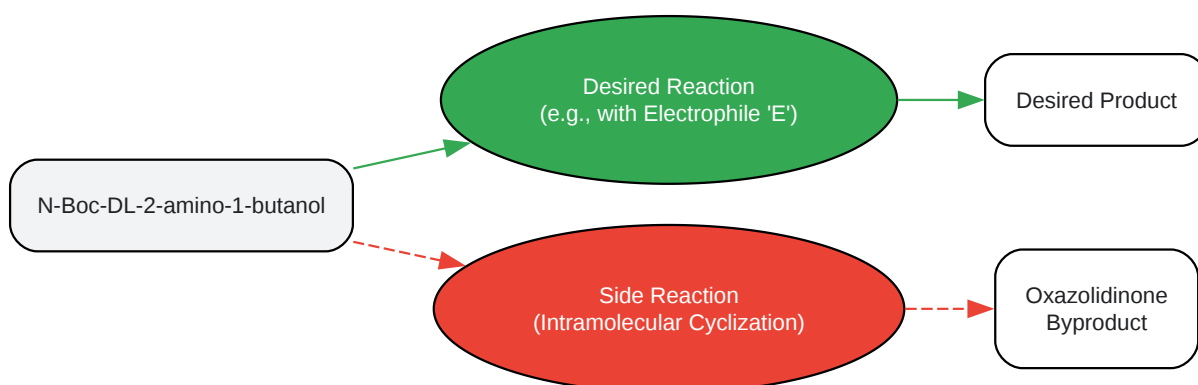 Desired Reaction
(e.g., with Electrophile 'E')
Desired Product
N-Boc-DL-2-amino-1-butanol
Side Reaction
(Intramolecular Cyclization)
Oxazolidinone
Byproduct